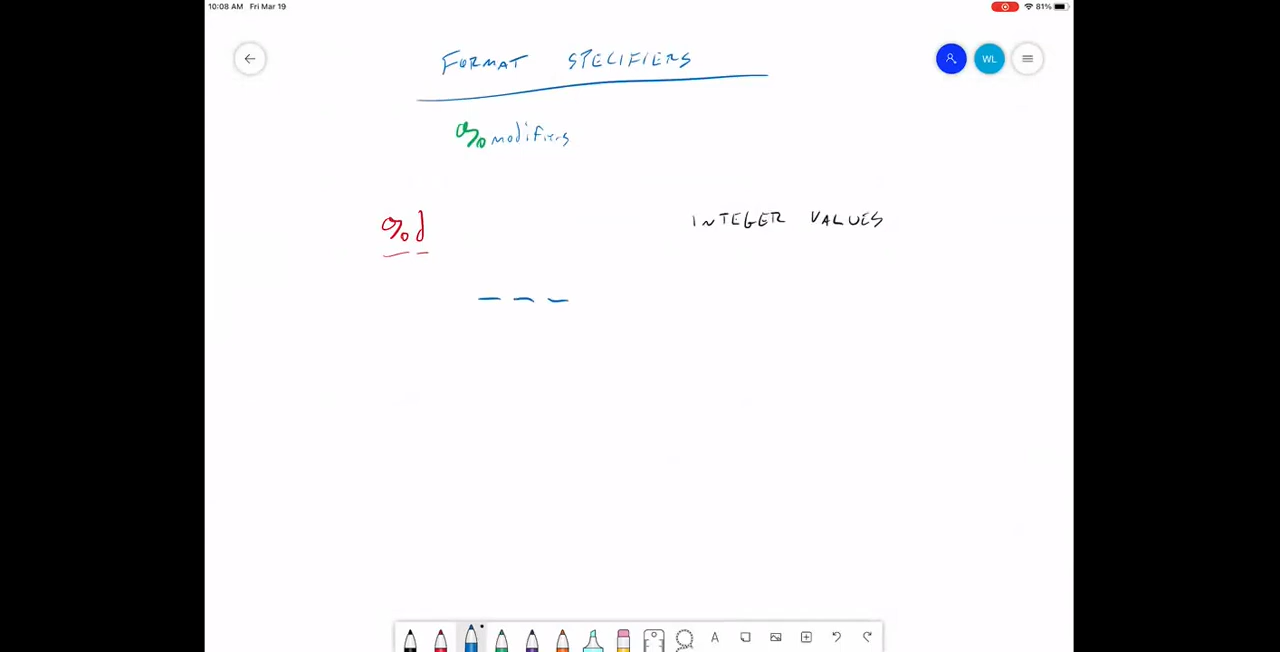 10:08 AM Fri Mar 19
81%
FORMAT SPECIFIERS
WL
% modifiers
%d INTEGER VALUES
A